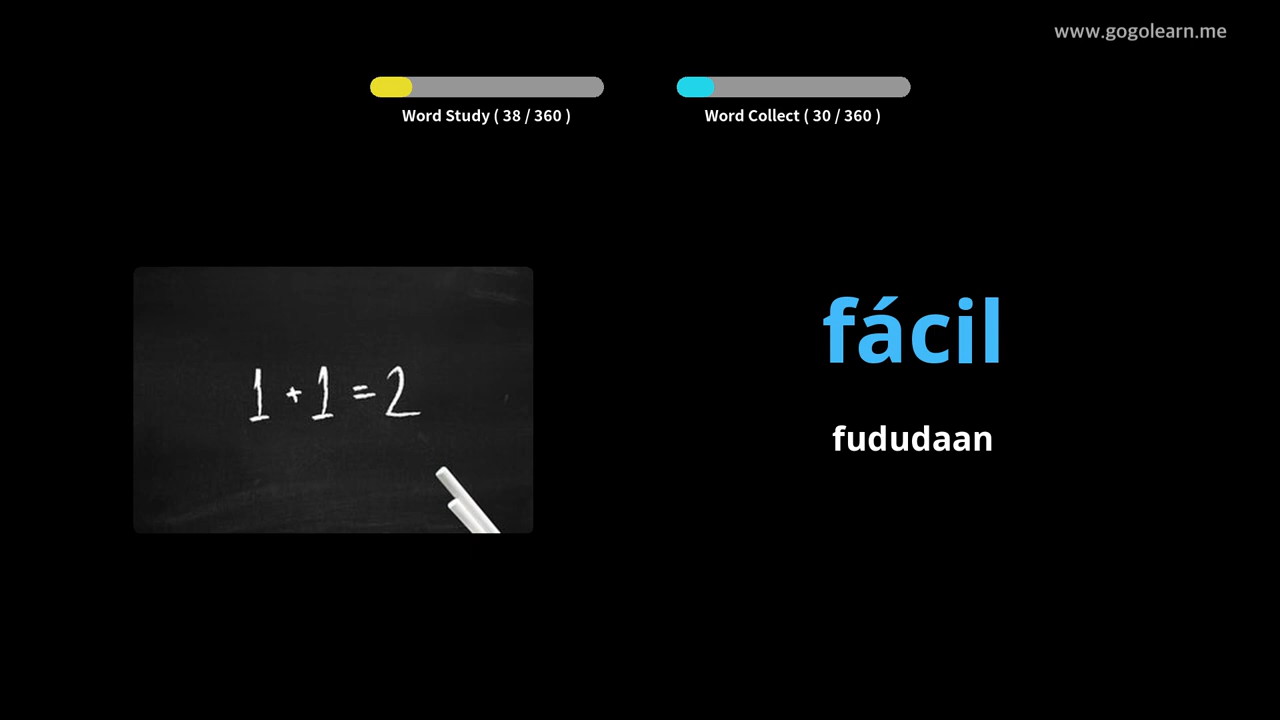 www.gogolearn.me
Word Study ( 38 / 360 )
Word Collect ( 30 / 360 )
1 + 1 = 2
fácil
fududaan